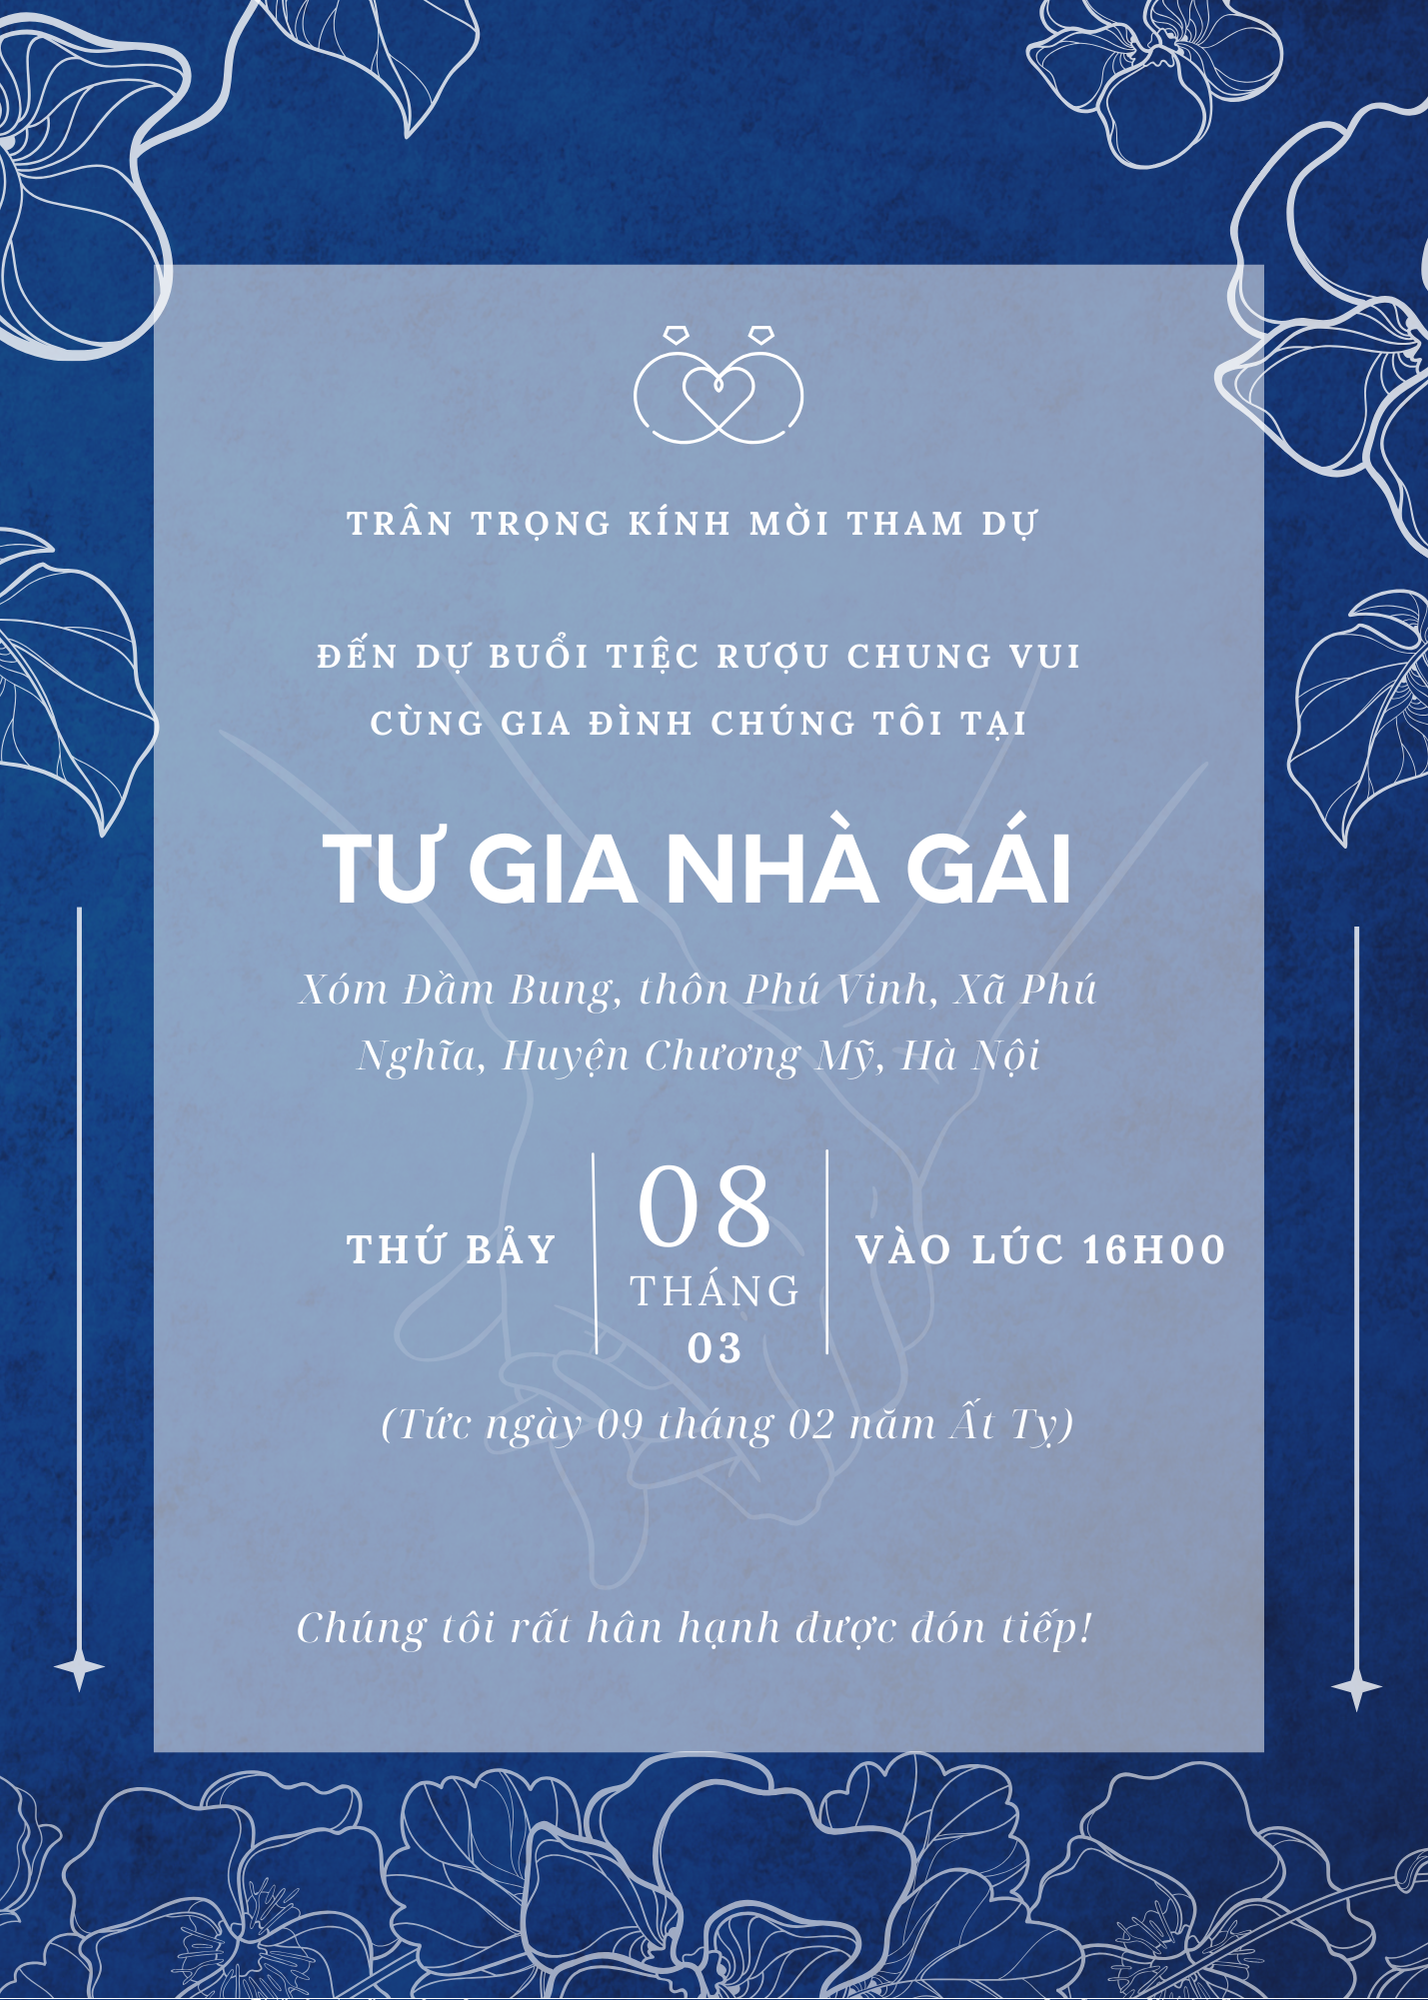 TRÂN TRỌNG KÍNH MỜI THAM DỰ
ĐẾN DỰ BUỔI TIỆC RƯỢU CHUNG VUI
CÙNG GIA ĐÌNH CHÚNG TÔI TẠI
TƯ GIA NHÀ GÁI
Xóm Đầm Bung, thôn Phú Vinh, Xã Phú
Nghĩa, Huyện Chương Mỹ, Hà Nội
THỨ BẢY
08
THÁNG
03
VÀO LÚC 16H00
(Tức ngày 09 tháng 02 năm Ất Tỵ)
Chúng tôi rất hân hạnh được đón tiếp!